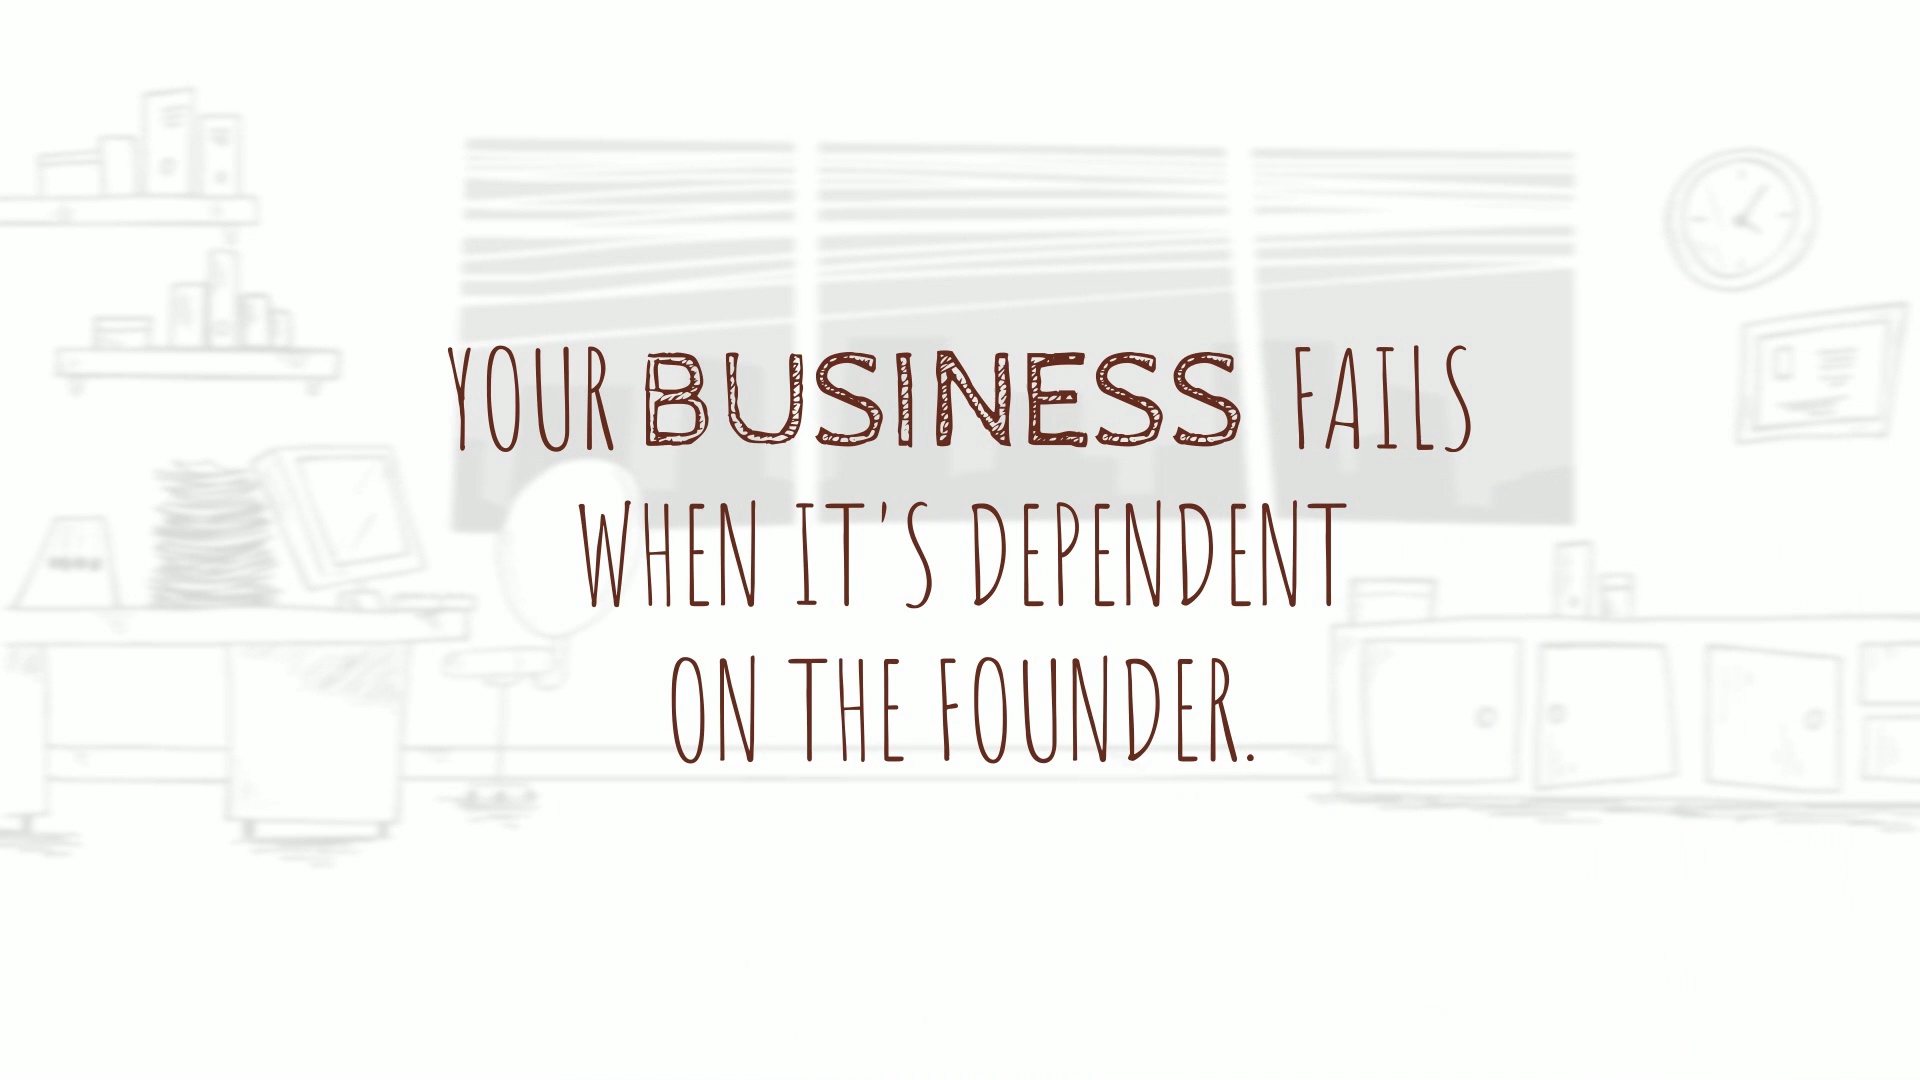 YOUR BUSINESS FAILS
WHEN IT'S DEPENDENT
ON THE FOUNDER.